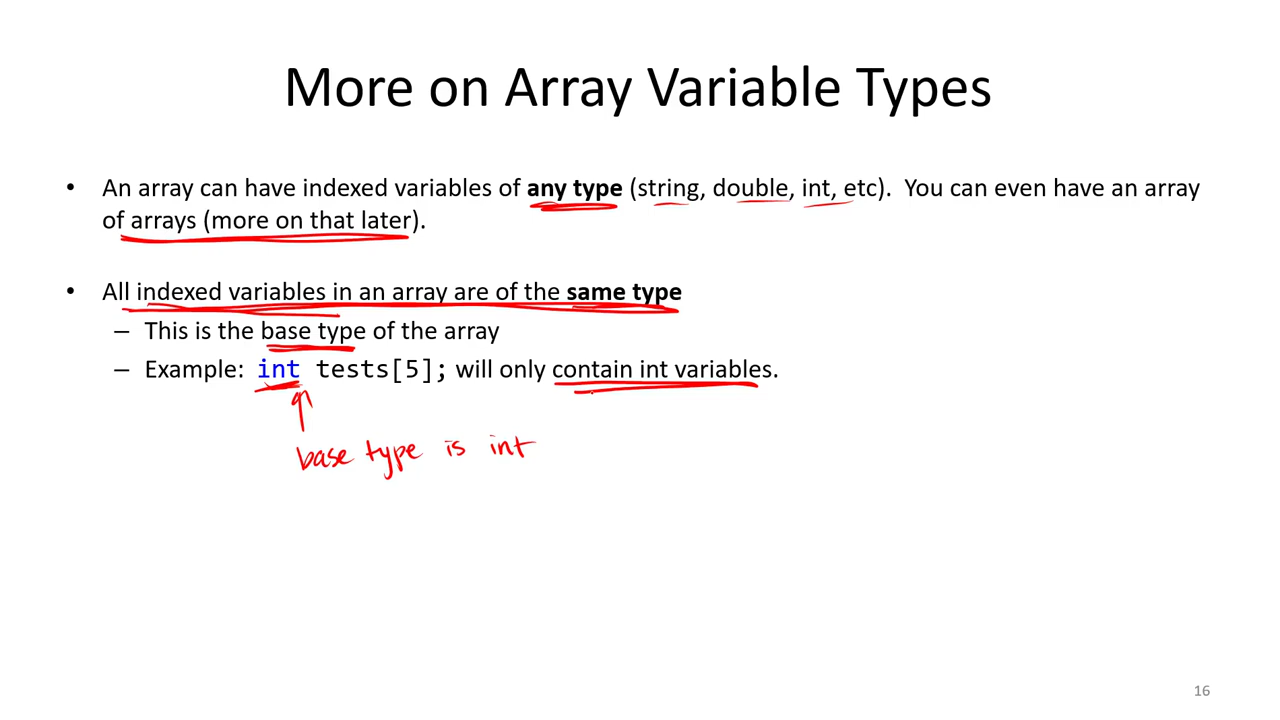 More on Array Variable Types
• An array can have indexed variables of any type (string, double, int, etc). You can even have an array
of arrays (more on that later).
• All indexed variables in an array are of the same type
– This is the base type of the array
– Example: int tests[5]; will only contain int variables.
base type is int
16